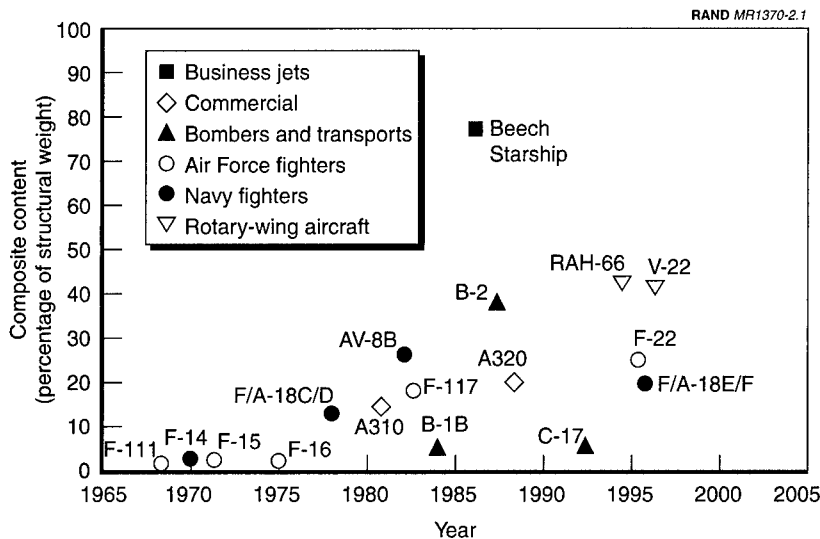 RAND MR1370-2.1
Composite content
(percentage of structural weight)
100
90
80
70
60
50
40
30
20
10
0
Business jets
Commercial
Bombers and transports
Air Force fighters
Navy fighters
Rotary-wing aircraft
Beech
Starship
RAH-66
V-22
B-2
F-22
AV-8B
A320
F-117
F/A-18E/F
F/A-18C/D
A310
B-1B
C-17
F-111
F-14
F-15
F-16
1965 1970 1975 1980 1985 1990 1995 2000 2005
Year